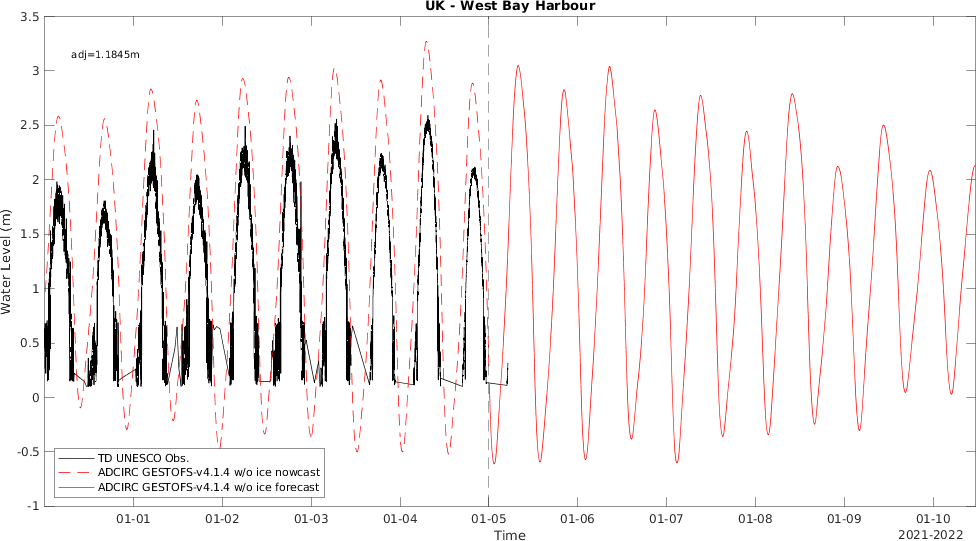 UK - West Bay Harbour
adj=1.1845m
Water Level (m)
3.5
3
2.5
2
1.5
1
0.5
0
-0.5
-1
TD UNESCO Obs.
ADCIRC GESTOFS-v4.1.4 w/o ice nowcast
ADCIRC GESTOFS-v4.1.4 w/o ice forecast
01-01 01-02 01-03 01-04 01-05 01-06 01-07 01-08 01-09 01-10
Time
2021-2022